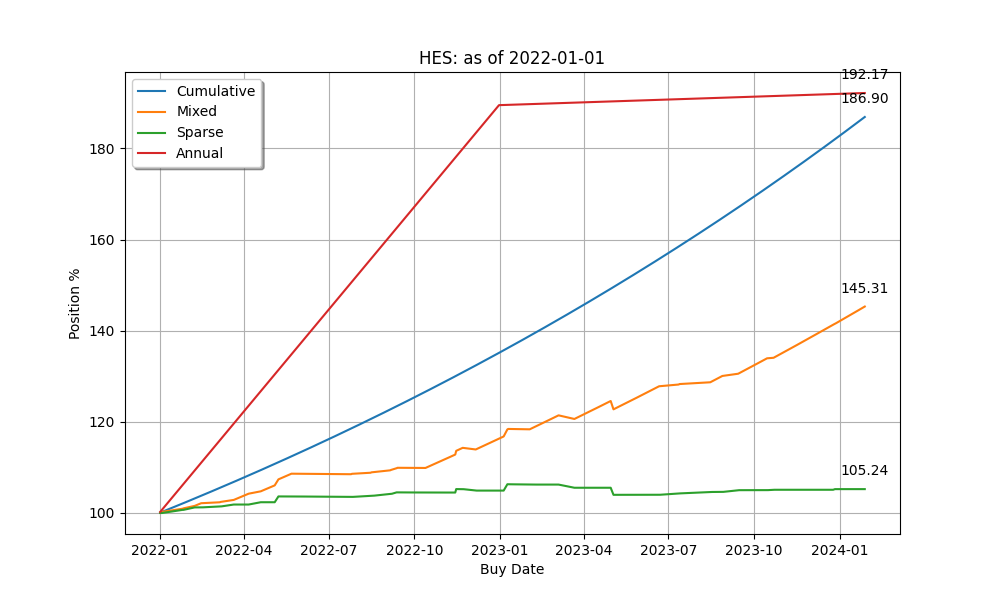 HES: as of 2022-01-01
Cumulative
Mixed
Sparse
Annual
192.17
186.90
145.31
105.24
Position %
180
160
140
120
100
2022-01 2022-04 2022-07 2022-10 2023-01 2023-04 2023-07 2023-10 2024-01
Buy Date